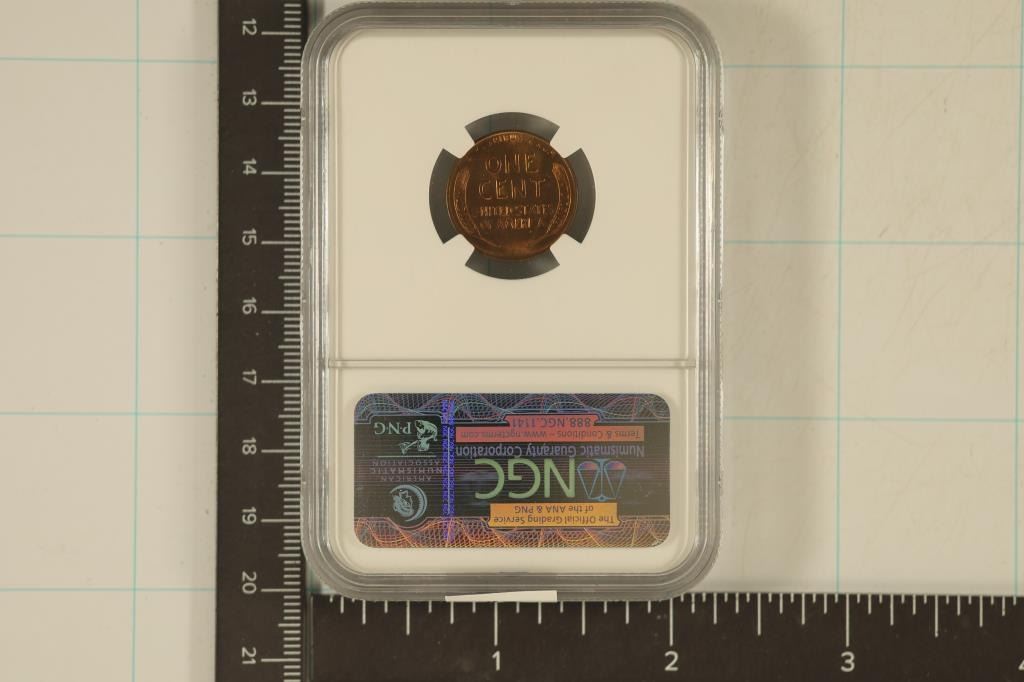 12
13
14
15
16
17
18
19
20
21
ONE
CENT
UNITED STATES
OF AMERICA
888.NGC.1141
Terms & Conditions – www.ngcterms.com
Numismatic Guaranty Corporation
NGC
The Official Grading Service
of the ANA & PNG
PNG
AMERICAN
NUMISMATIC
ASSOCIATION
1
2
3
4